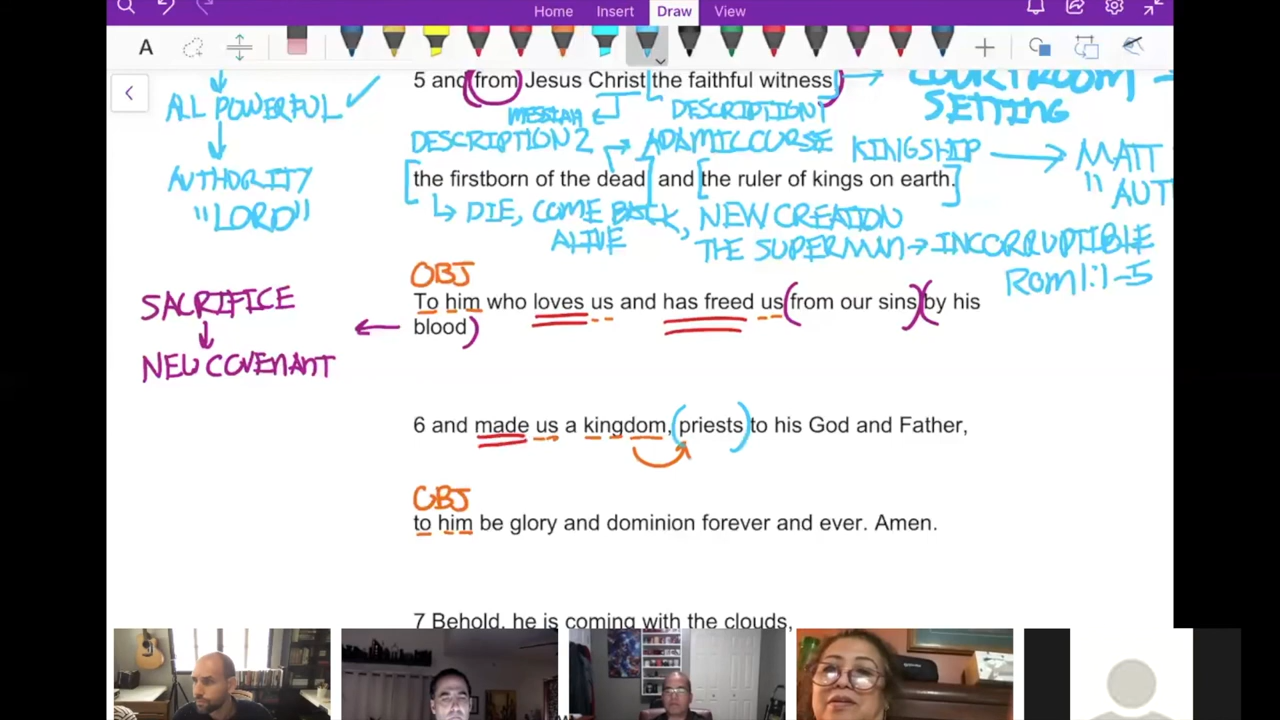 Home Insert Draw View
A
5 and from Jesus Christ the faithful witness
COURTROOM
SETTING
ALL POWERFUL
MESSIAH DESCRIPTION 1
DESCRIPTION 2 ADAMIC CURSE KINGSHIP MATT
AUTHORITY
"LORD"
the firstborn of the dead and the ruler of kings on earth.
"AUT
DIE, COME BACK, NEW CREATION
ALIVE THE SUPERMAN INCORRUPTIBLE
ROM 1:1-5
OBJ
SACRIFICE
To him who loves us and has freed us from our sins by his
blood
NEW COVENANT
6 and made us a kingdom, priests to his God and Father,
OBJ
to him be glory and dominion forever and ever. Amen.
7 Behold, he is coming with the clouds,